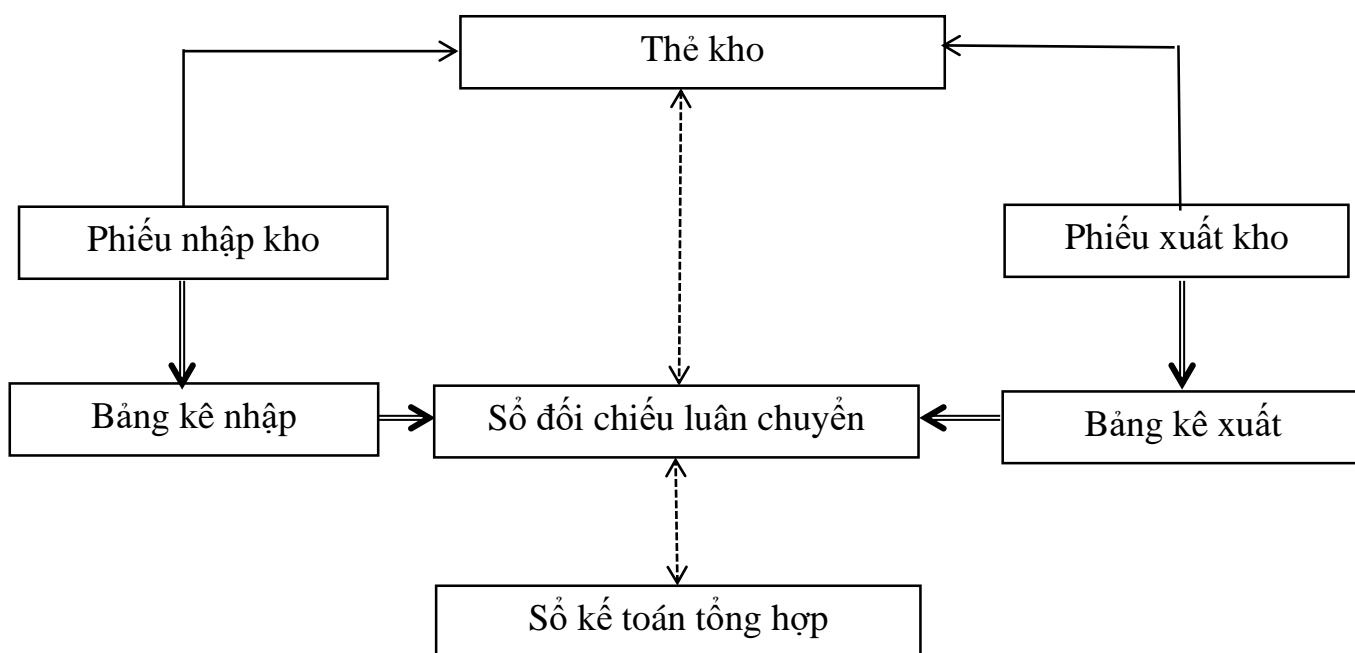 Thẻ kho
Phiếu nhập kho
Phiếu xuất kho
Bảng kê nhập
Sổ đối chiếu luân chuyển
Bảng kê xuất
Sổ kế toán tổng hợp